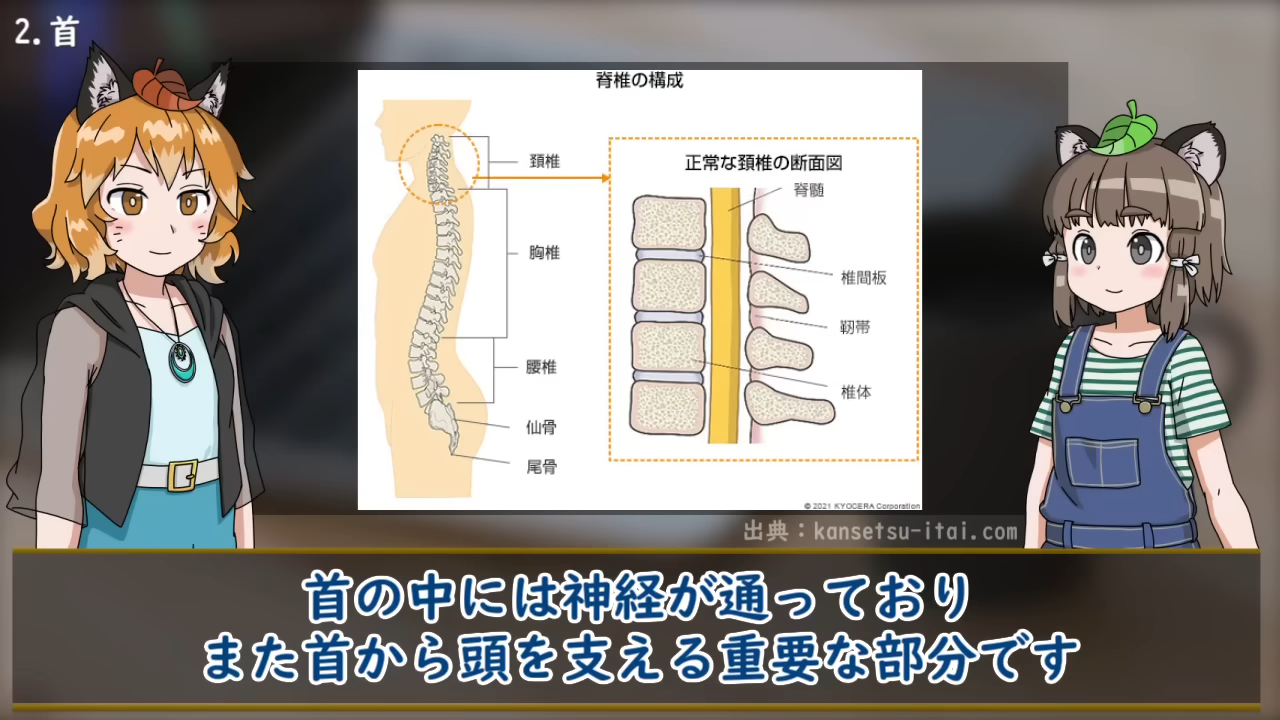 2. 首
脊椎の構成
頚椎
胸椎
腰椎
仙骨
尾骨
正常な頚椎の断面図
脊髄
椎間板
靭帯
椎体
© 2021 KYOCERA Corporation
出典：kansetsu-itai.com
首の中には神経が通っており
また首から頭を支える重要な部分です